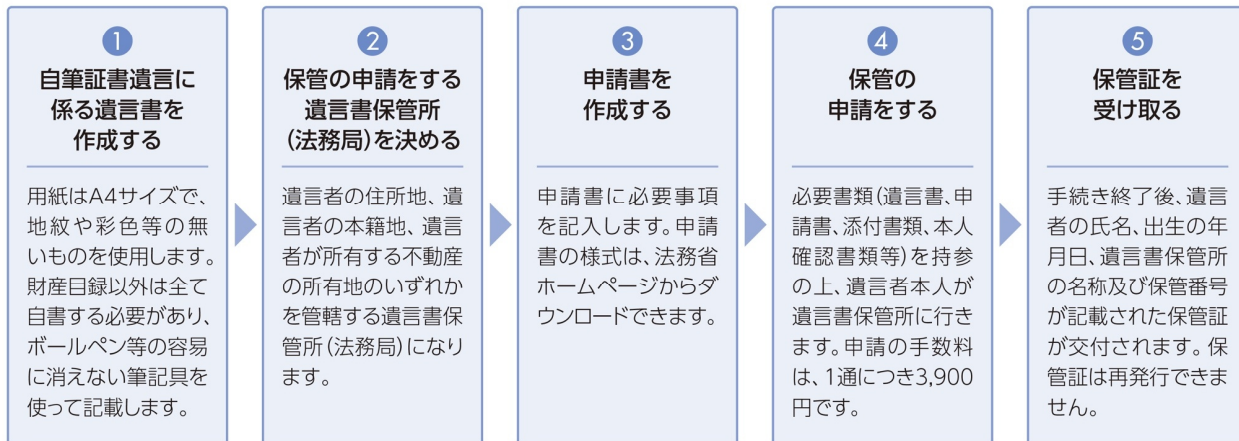 1
自筆証書遺言に
係る遺言書を
作成する
用紙はA4サイズで、
地紋や彩色等の無
いものを使用します。
財産目録以外は全て
自書する必要があり、
ボールペン等の容易
に消えない筆記具を
使って記載します。
2
保管の申請をする
遺言書保管所
(法務局)を決める
遺言者の住所地、遺
言者の本籍地、遺言
者が所有する不動産
の所有地のいずれか
を管轄する遺言書保
管所(法務局)になり
ます。
3
申請書を
作成する
申請書に必要事項
を記入します。申請
書の様式は、法務省
ホームページからダ
ウンロードできます。
4
保管の
申請をする
必要書類(遺言書、申
請書、添付書類、本人
確認書類等)を持参
の上、遺言者本人が
遺言書保管所に行き
ます。申請の手数料
は、1通につき3,900
円です。
5
保管証を
受け取る
手続き終了後、遺言
者の氏名、出生の年
月日、遺言書保管所
の名称及び保管番号
が記載された保管証
が交付されます。保
管証は再発行できま
せん。